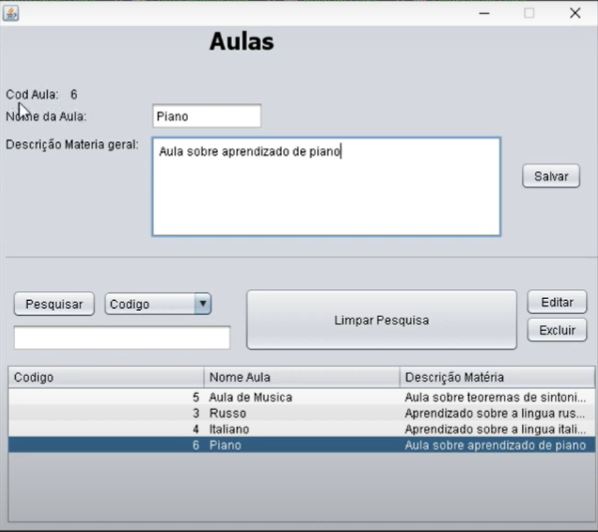 Aulas
Cod Aula: 6
Nome da Aula: Piano
Descrição Materia geral: Aula sobre aprendizado de piano
Salvar
Pesquisar Codigo Limpar Pesquisa Editar
Excluir
Codigo Nome Aula Descrição Matéria
5 Aula de Musica Aula sobre teoremas de sintoni...
3 Russo Aprendizado sobre a lingua rus...
4 Italiano Aprendizado sobre a lingua itali...
6 Piano Aula sobre aprendizado de piano